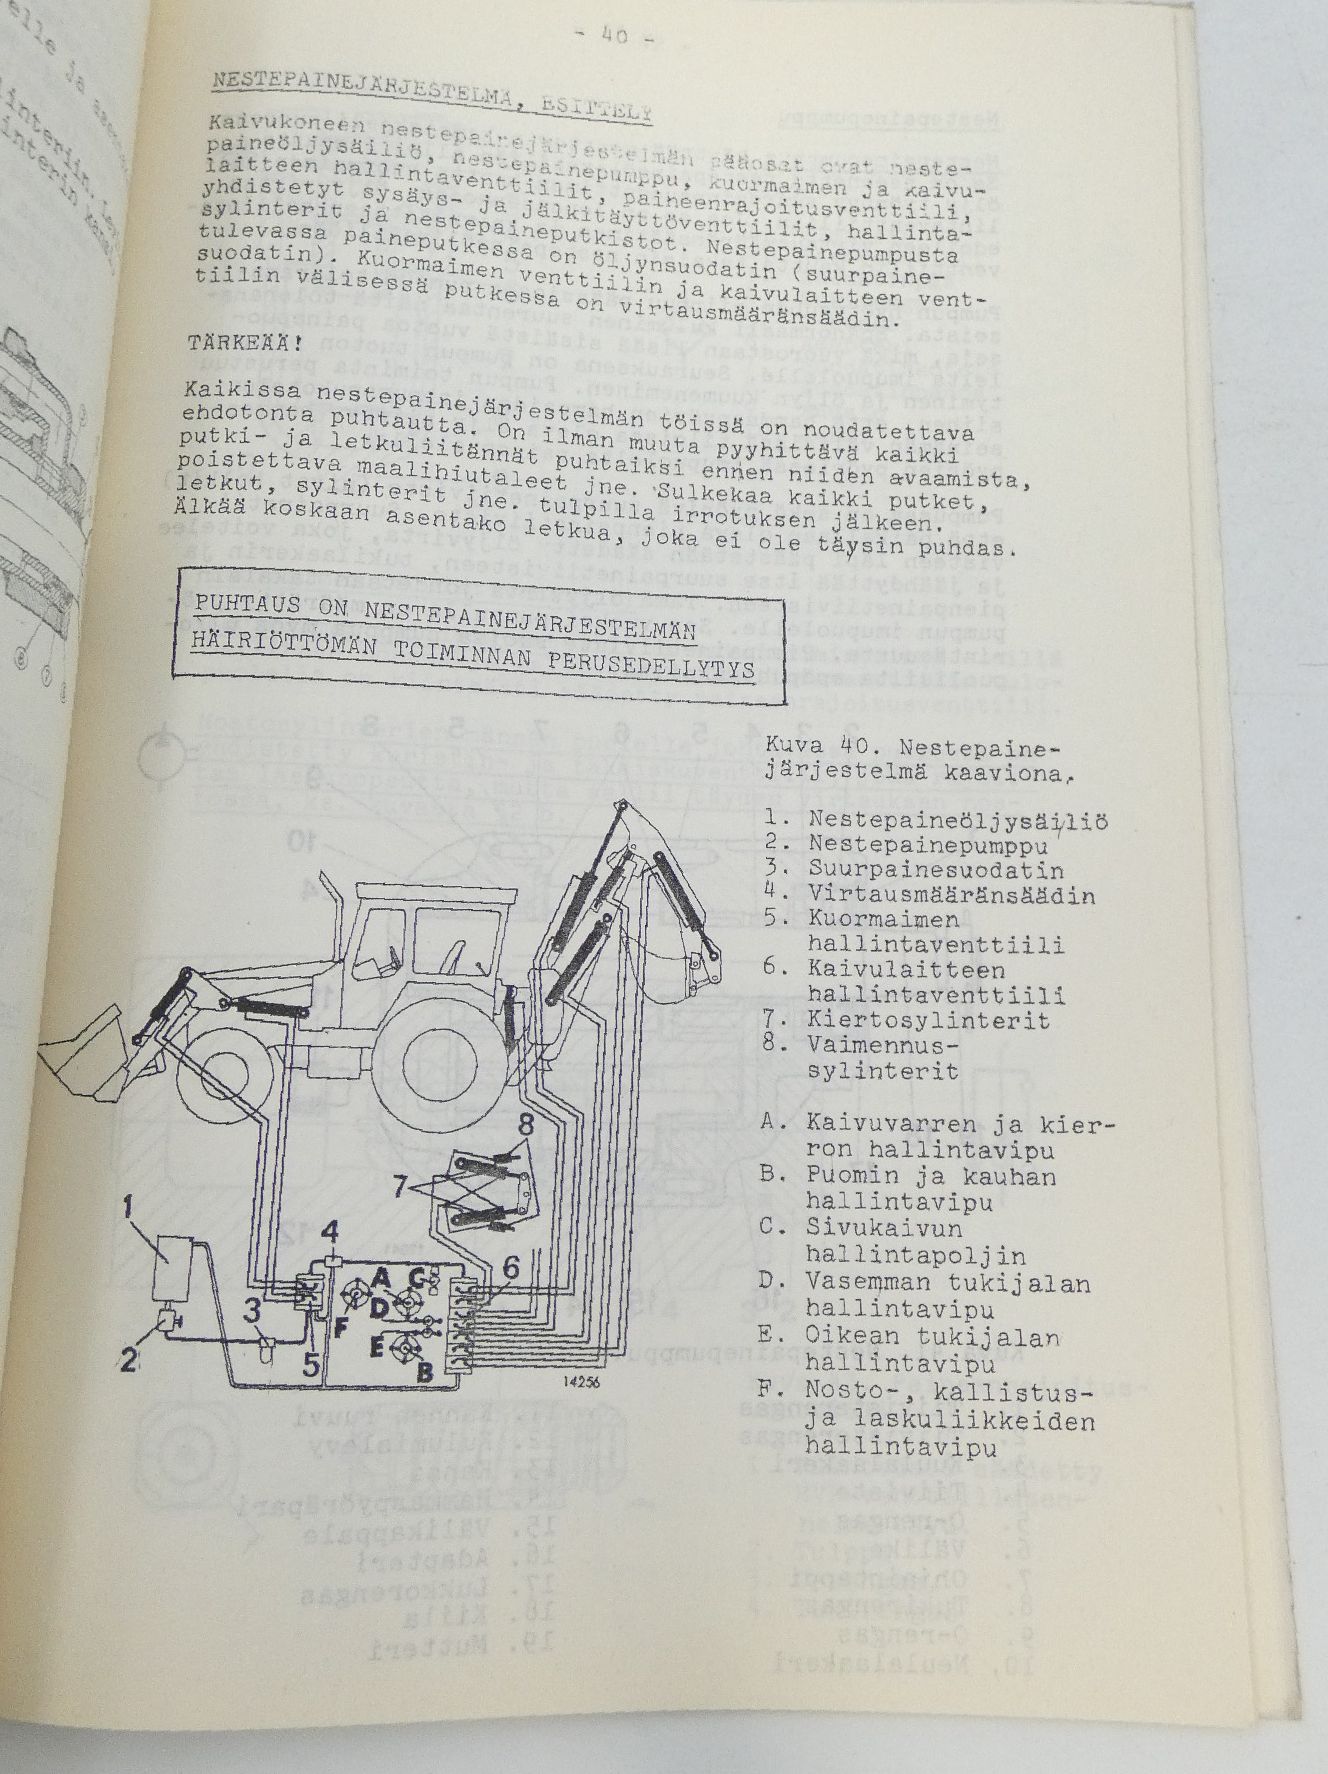 - 40 -
NESTEPAINEJÄRJESTELMÄ, ESITTELY
Kaivukoneen nestepainejärjestelmän pääosat ovat neste-
paineöljysäiliö, nestepainepumppu, kuormaimen ja kaivu-
laitteen hallintaventtiilit, paineenrajoitusventtiili,
yhdistetyt sysäys- ja jälkitäyttöventtiilit, hallinta-
sylinterit ja nestepaineputkistot. Nestepainepumpusta
tulevassa paineputkessa on öljynsuodatin (suurpaine-
suodatin). Kuormaimen venttiilin ja kaivulaitteen vent-
tiilin välisessä putkessa on virtausmääränsäädin.
TÄRKEÄÄ!
Kaikissa nestepainejärjestelmän töissä on noudatettava
ehdotonta puhtautta. On ilman muuta pyyhittävä kaikki
putki- ja letkuliitännät puhtaiksi ennen niiden avaamista,
poistettava maalihiutaleet jne. Sulkekaa kaikki putket,
letkut, sylinterit jne. tulpilla irrotuksen jälkeen.
Älkää koskaan asentako letkua, joka ei ole täysin puhdas.
PUHTAUS ON NESTEPAINEJÄRJESTELMÄN
HÄIRIÖTTÖMÄN TOIMINNAN PERUSEDELLYTYS
Kuva 40. Nestepaine-
järjestelmä kaaviona.
1. Nestepaineöljysäiliö
2. Nestepainepumppu
3. Suurpainesuodatin
4. Virtausmääränsäädin
5. Kuormaimen
hallintaventtiili
6. Kaivulaitteen
hallintaventtiili
7. Kiertosylinterit
8. Vaimennus-
sylinterit
A. Kaivuvarren ja kier-
ron hallintavipu
B. Puomin ja kauhan
hallintavipu
C. Sivukaivun
hallintapoljin
D. Vasemman tukijalan
hallintavipu
E. Oikean tukijalan
hallintavipu
F. Nosto-, kallistus-
ja laskuliikkeiden
hallintavipu
8
7
1
4
6
A
C
D
3
F
E
2
5
B
14256